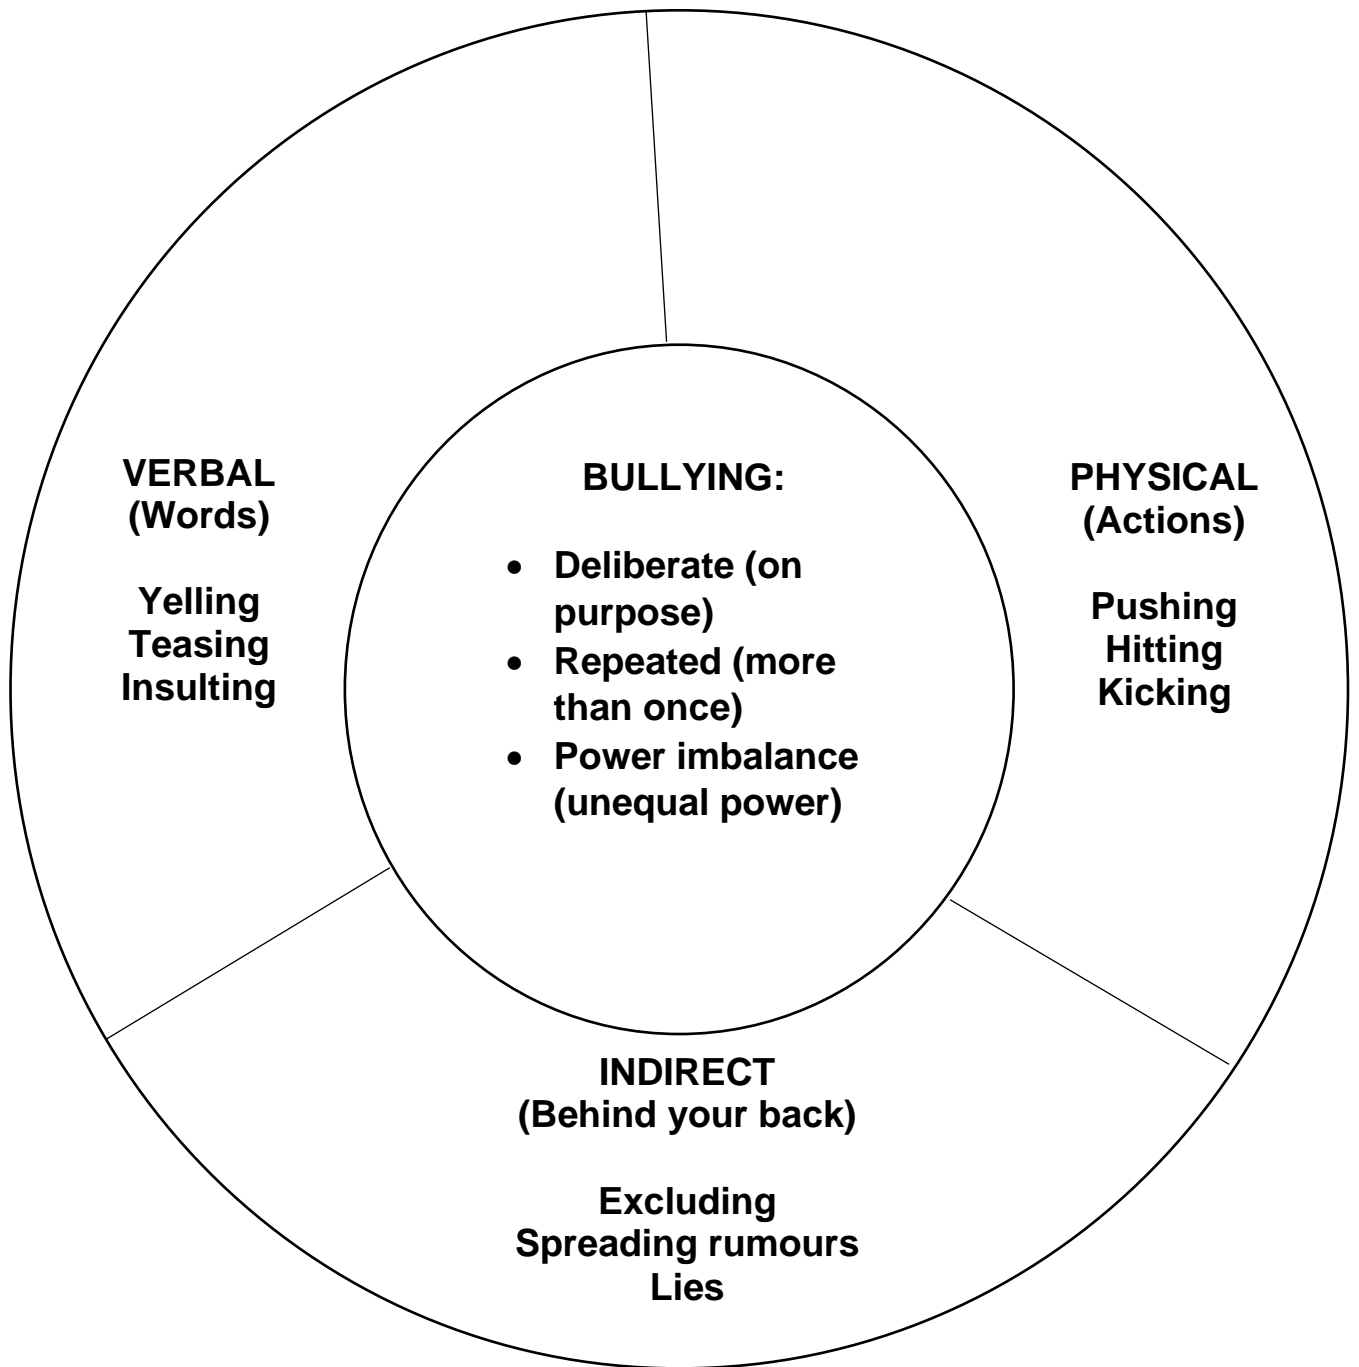 VERBAL
(Words)
Yelling
Teasing
Insulting
BULLYING:
• Deliberate (on
purpose)
• Repeated (more
than once)
• Power imbalance
(unequal power)
PHYSICAL
(Actions)
Pushing
Hitting
Kicking
INDIRECT
(Behind your back)
Excluding
Spreading rumours
Lies